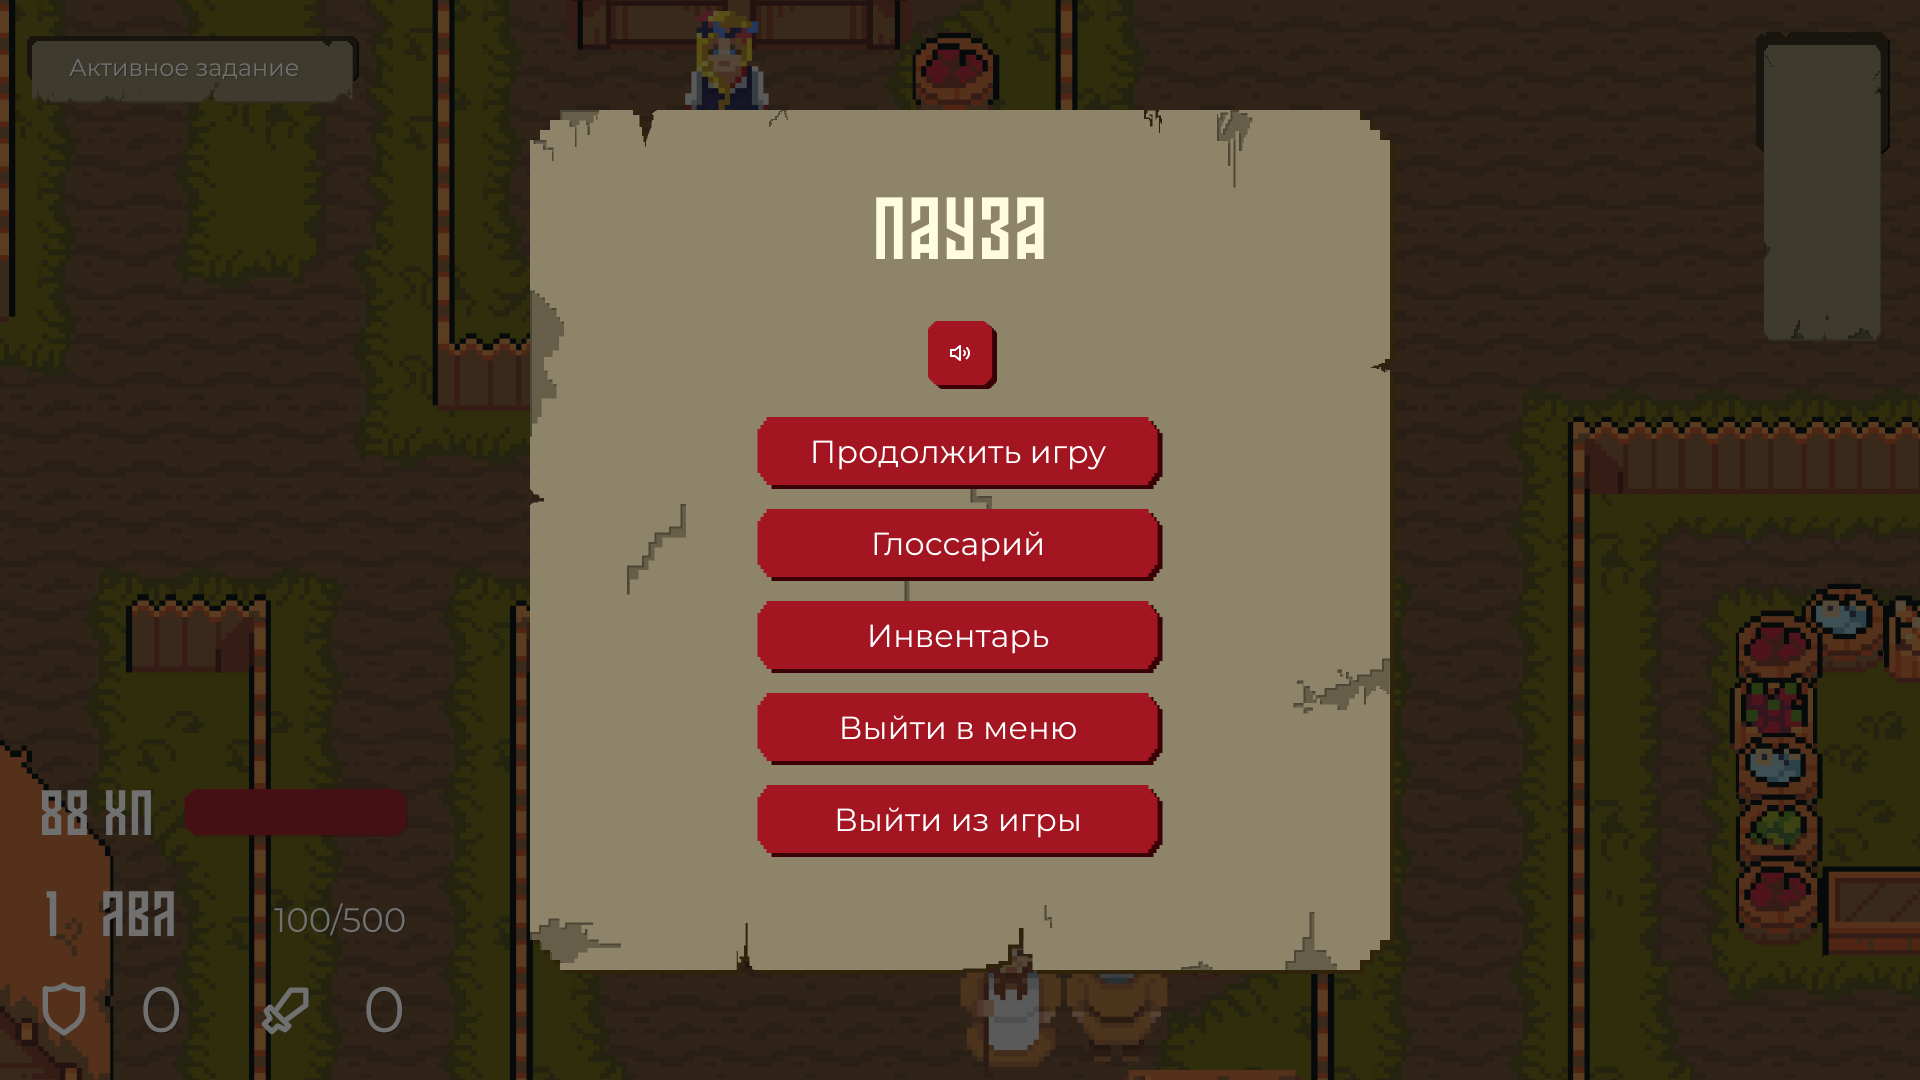 Активное задание
ПАУЗА
Продолжить игру
Глоссарий
Инвентарь
Выйти в меню
Выйти из игры
88 ХП
1 ЛВЛ 100/500
0 0